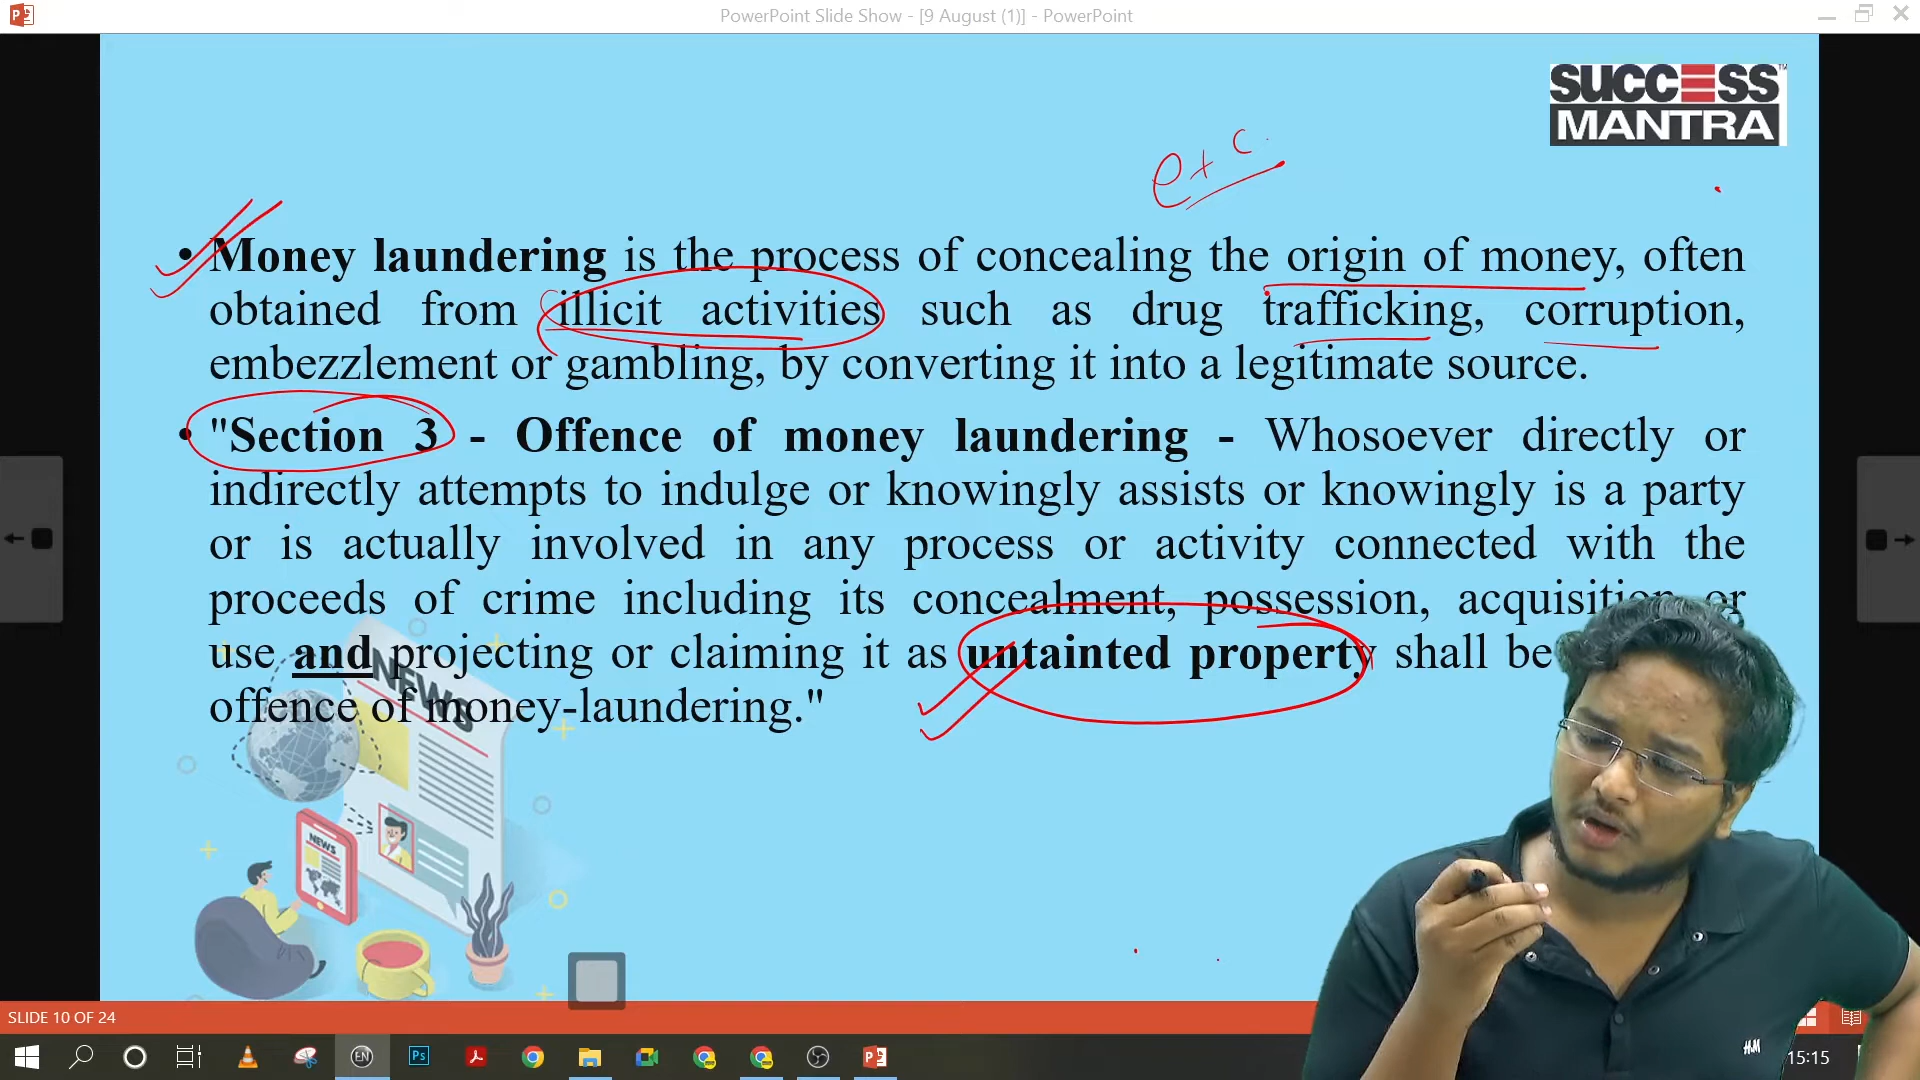 PowerPoint Slide Show - [9 August (1)] - PowerPoint
SUCCESS
MANTRA
• Money laundering is the process of concealing the origin of money, often
obtained from illicit activities such as drug trafficking, corruption,
embezzlement or gambling, by converting it into a legitimate source.
• "Section 3 - Offence of money laundering - Whosoever directly or
indirectly attempts to indulge or knowingly assists or knowingly is a party
or is actually involved in any process or activity connected with the
proceeds of crime including its concealment, possession, acquisition or
use and projecting or claiming it as untainted property shall be
offence of money-laundering."
NEWS
NEWS
SLIDE 10 OF 24
EN
Ps
HM
15:15